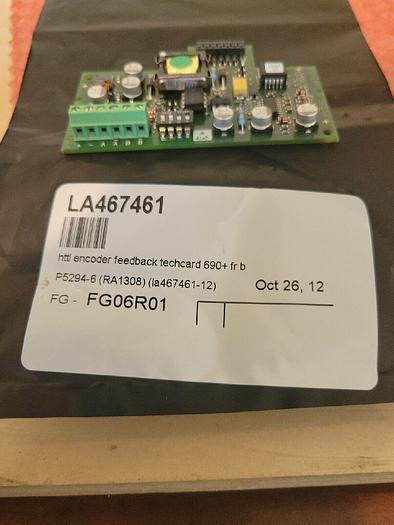 A A B B
LA467461
httl encoder feedback techcard 690+ fr b
P5294-6 (RA1308) (la467461-12)
Oct 26, 12
FG - FG06R01